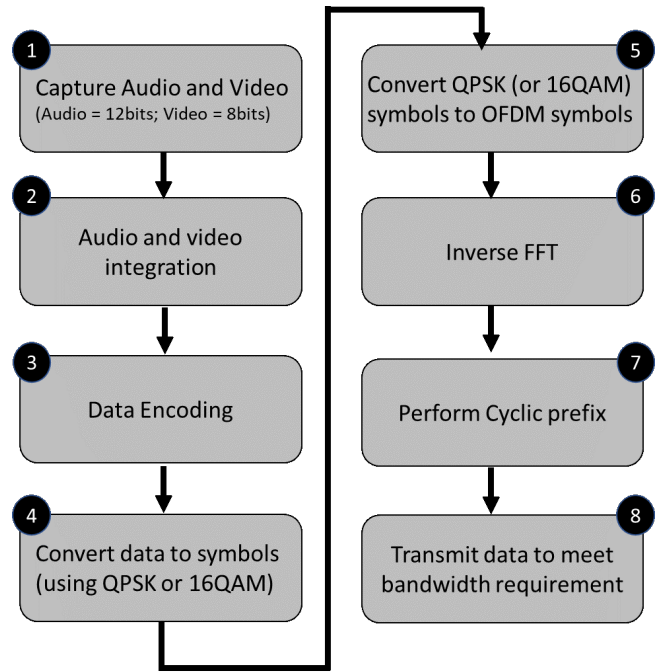 1
Capture Audio and Video
(Audio = 12bits; Video = 8bits)
2
Audio and video
integration
3
Data Encoding
4
Convert data to symbols
(using QPSK or 16QAM)
5
Convert QPSK (or 16QAM)
symbols to OFDM symbols
6
Inverse FFT
7
Perform Cyclic prefix
8
Transmit data to meet
bandwidth requirement